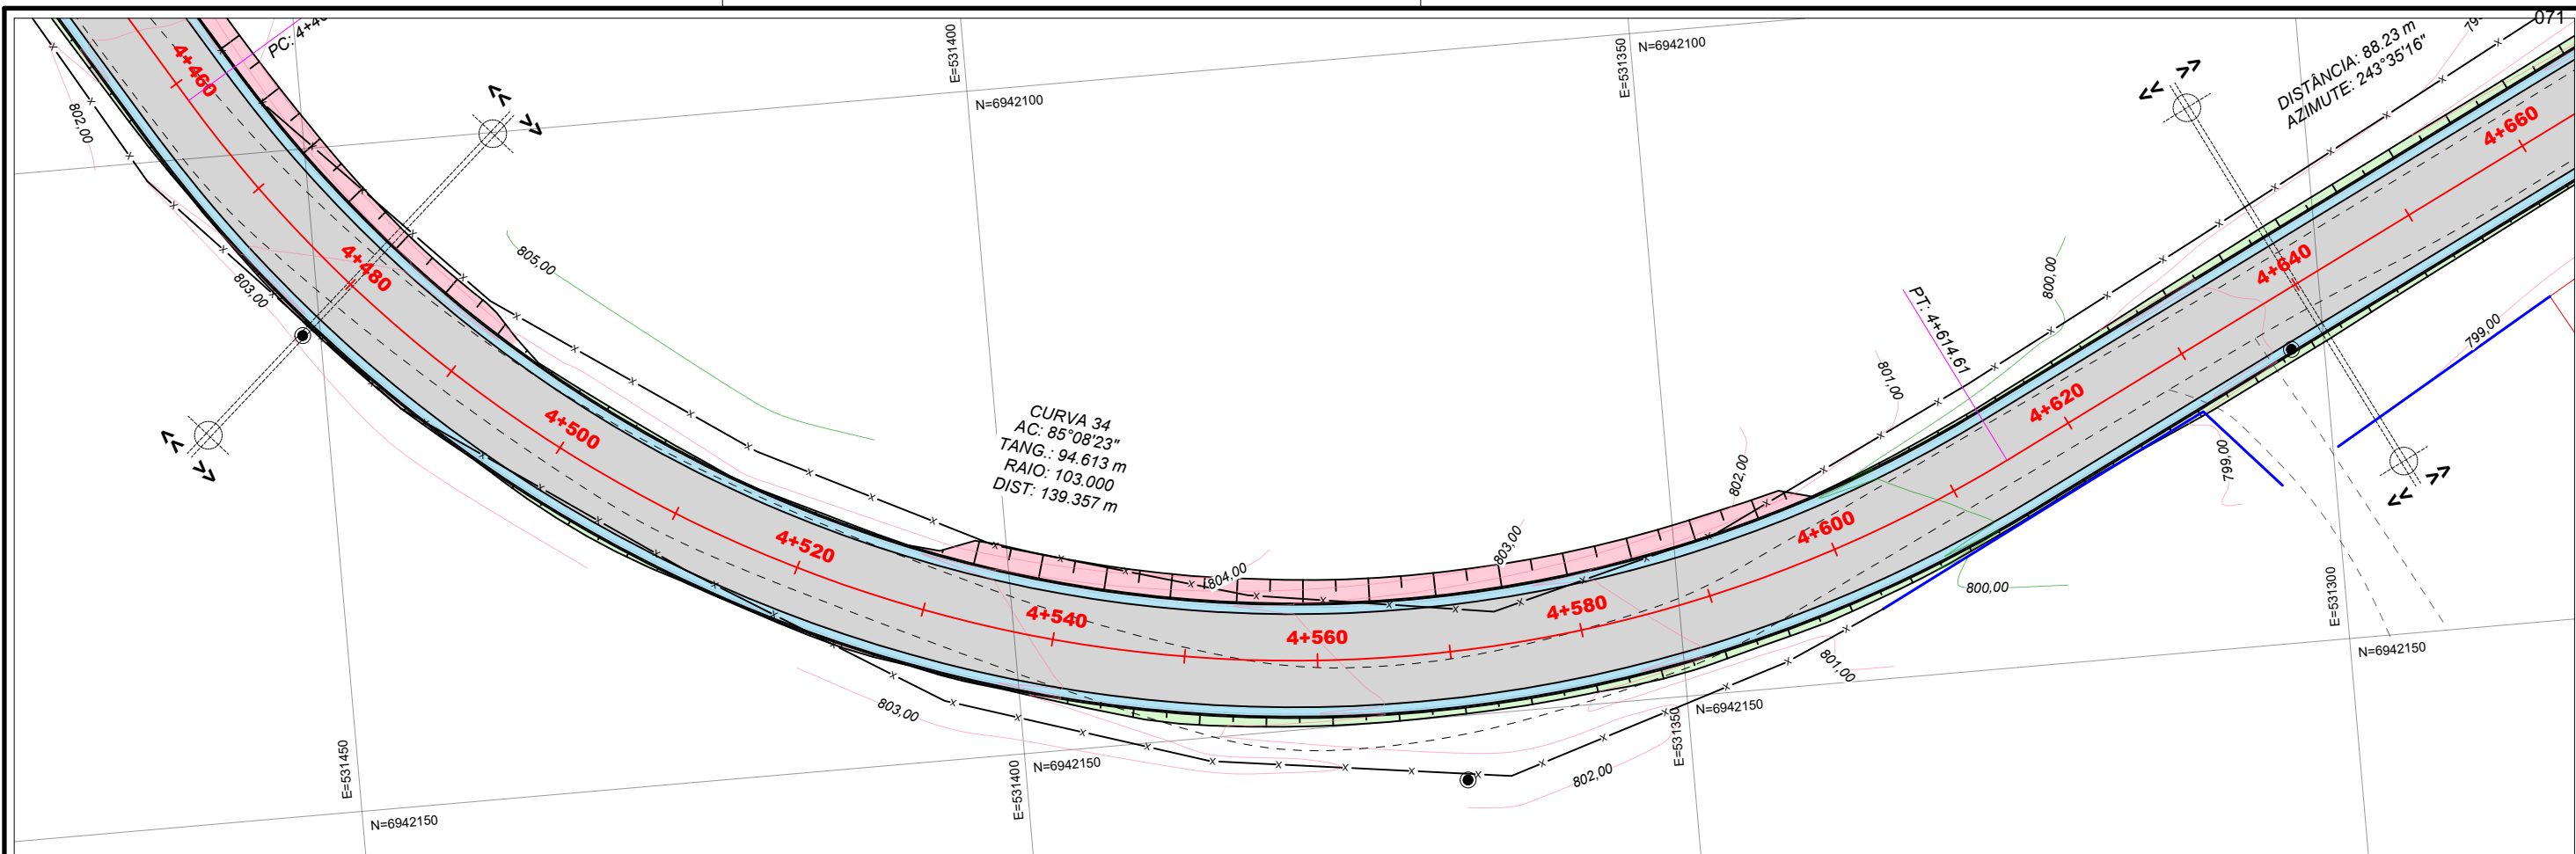 071
PC: 4+4
4+460
802,00
E=531400
N=6942100
E=531350
N=6942100
DISTÂNCIA: 88.23 m
AZIMUTE: 243°35'16"
79
4+660
4+480
803,00
805,00
800,00
4+640
PT: 4+614.61
799,00
801,00
4+620
4+500
CURVA 34
AC: 85°08'23"
TANG.: 94.613 m
RAIO: 103.000
DIST: 139.357 m
802,00
799,00
4+520
803,00
4+600
804,00
4+540
4+580
4+560
800,00
E=531300
N=6942150
801,00
803,00
N=6942150
E=531350
E=531450
E=531400
N=6942150
802,00
N=6942150